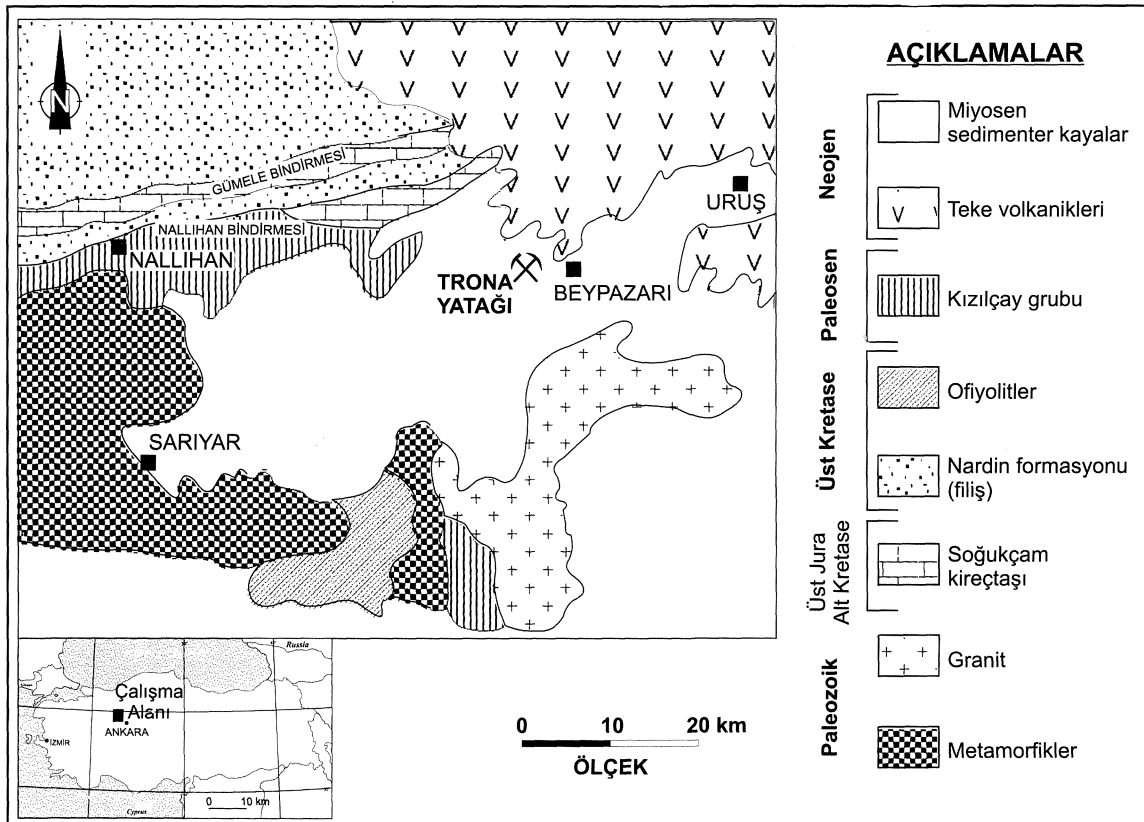 N
GÜMELE BİNDİRMESİ
NALLIHAN BİNDİRMESİ
NALLIHAN
URUŞ
TRONA
YATAĞI
BEYPAZARI
SARIYAR
AÇIKLAMALAR
Neojen
Miyosen
sedimenter kayalar
Teke volkanikleri
Paleosen
Kızılçay grubu
Üst Kretase
Ofiyolitler
Nardin formasyonu
(filiş)
Üst Jura
Alt Kretase
Soğukçam
kireçtaşı
Paleozoik
Granit
Metamorfikler
Russia
Çalışma
Alanı
ANKARA
İZMİR
0 10 km
Cyprus
0 10 20 km
ÖLÇEK